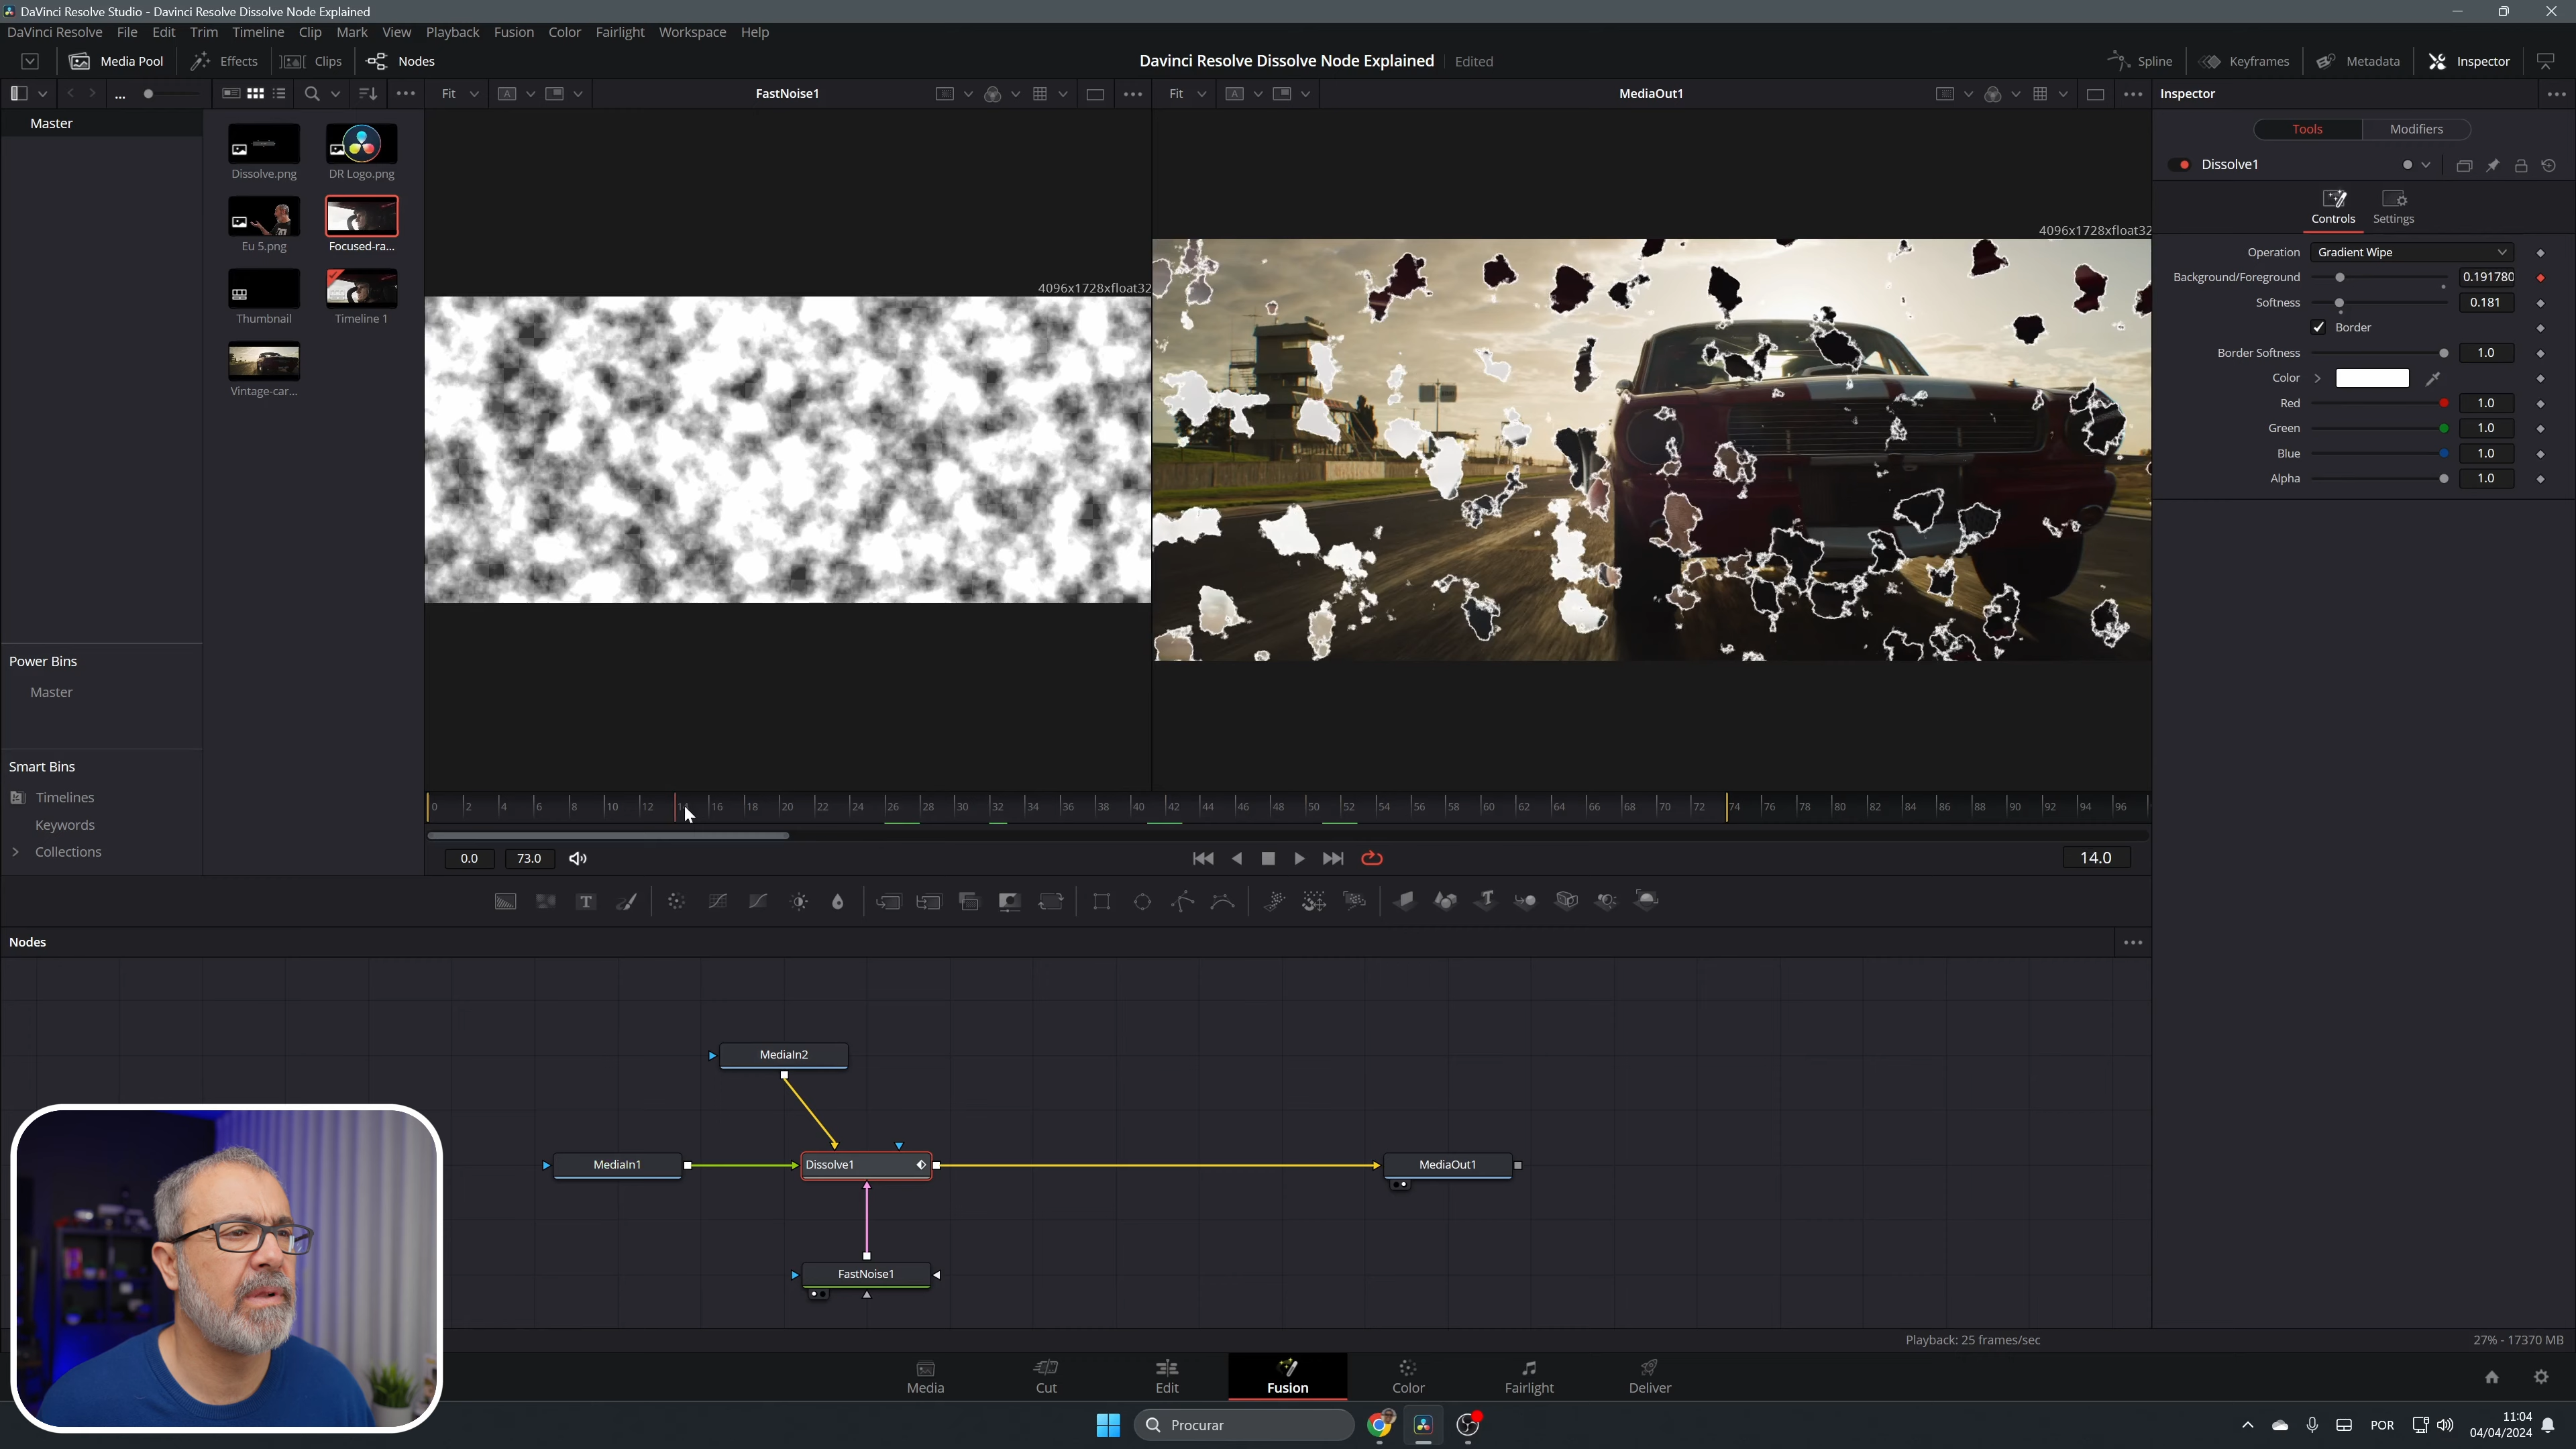 DaVinci Resolve Studio - Davinci Resolve Dissolve Node Explained
DaVinci Resolve File Edit Trim Timeline Clip Mark View Playback Fusion Color Fairlight Workspace Help
Media Pool Effects Clips Nodes Davinci Resolve Dissolve Node Explained Edited Spline Keyframes Metadata Inspector
... Fit A FastNoise1 Fit A MediaOut1 Inspector
Master
Tools Modifiers
Dissolve.png DR Logo.png
Dissolve1
Controls Settings
Eu 5.png Focused-ra...
4096x1728xfloat32
4096x1728xfloat32
Operation Gradient Wipe
Background/Foreground 0.191780
Softness 0.181
Border
Border Softness 1.0
Color
Red 1.0
Green 1.0
Blue 1.0
Alpha 1.0
Thumbnail Timeline 1
Vintage-car...
Power Bins
Master
Smart Bins
Timelines
Keywords
Collections
0 2 4 6 8 10 12 14 16 18 20 22 24 26 28 30 32 34 36 38 40 42 44 46 48 50 52 54 56 58 60 62 64 66 68 70 72 74 76 78 80 82 84 86 88 90 92 94 96
0.0 73.0 14.0
T T
Nodes
MediaIn2
MediaIn1 Dissolve1 MediaOut1
FastNoise1
Playback: 25 frames/sec 27% - 17370 MB
Media Cut Edit Fusion Color Fairlight Deliver
Procurar POR 11:04
04/04/2024